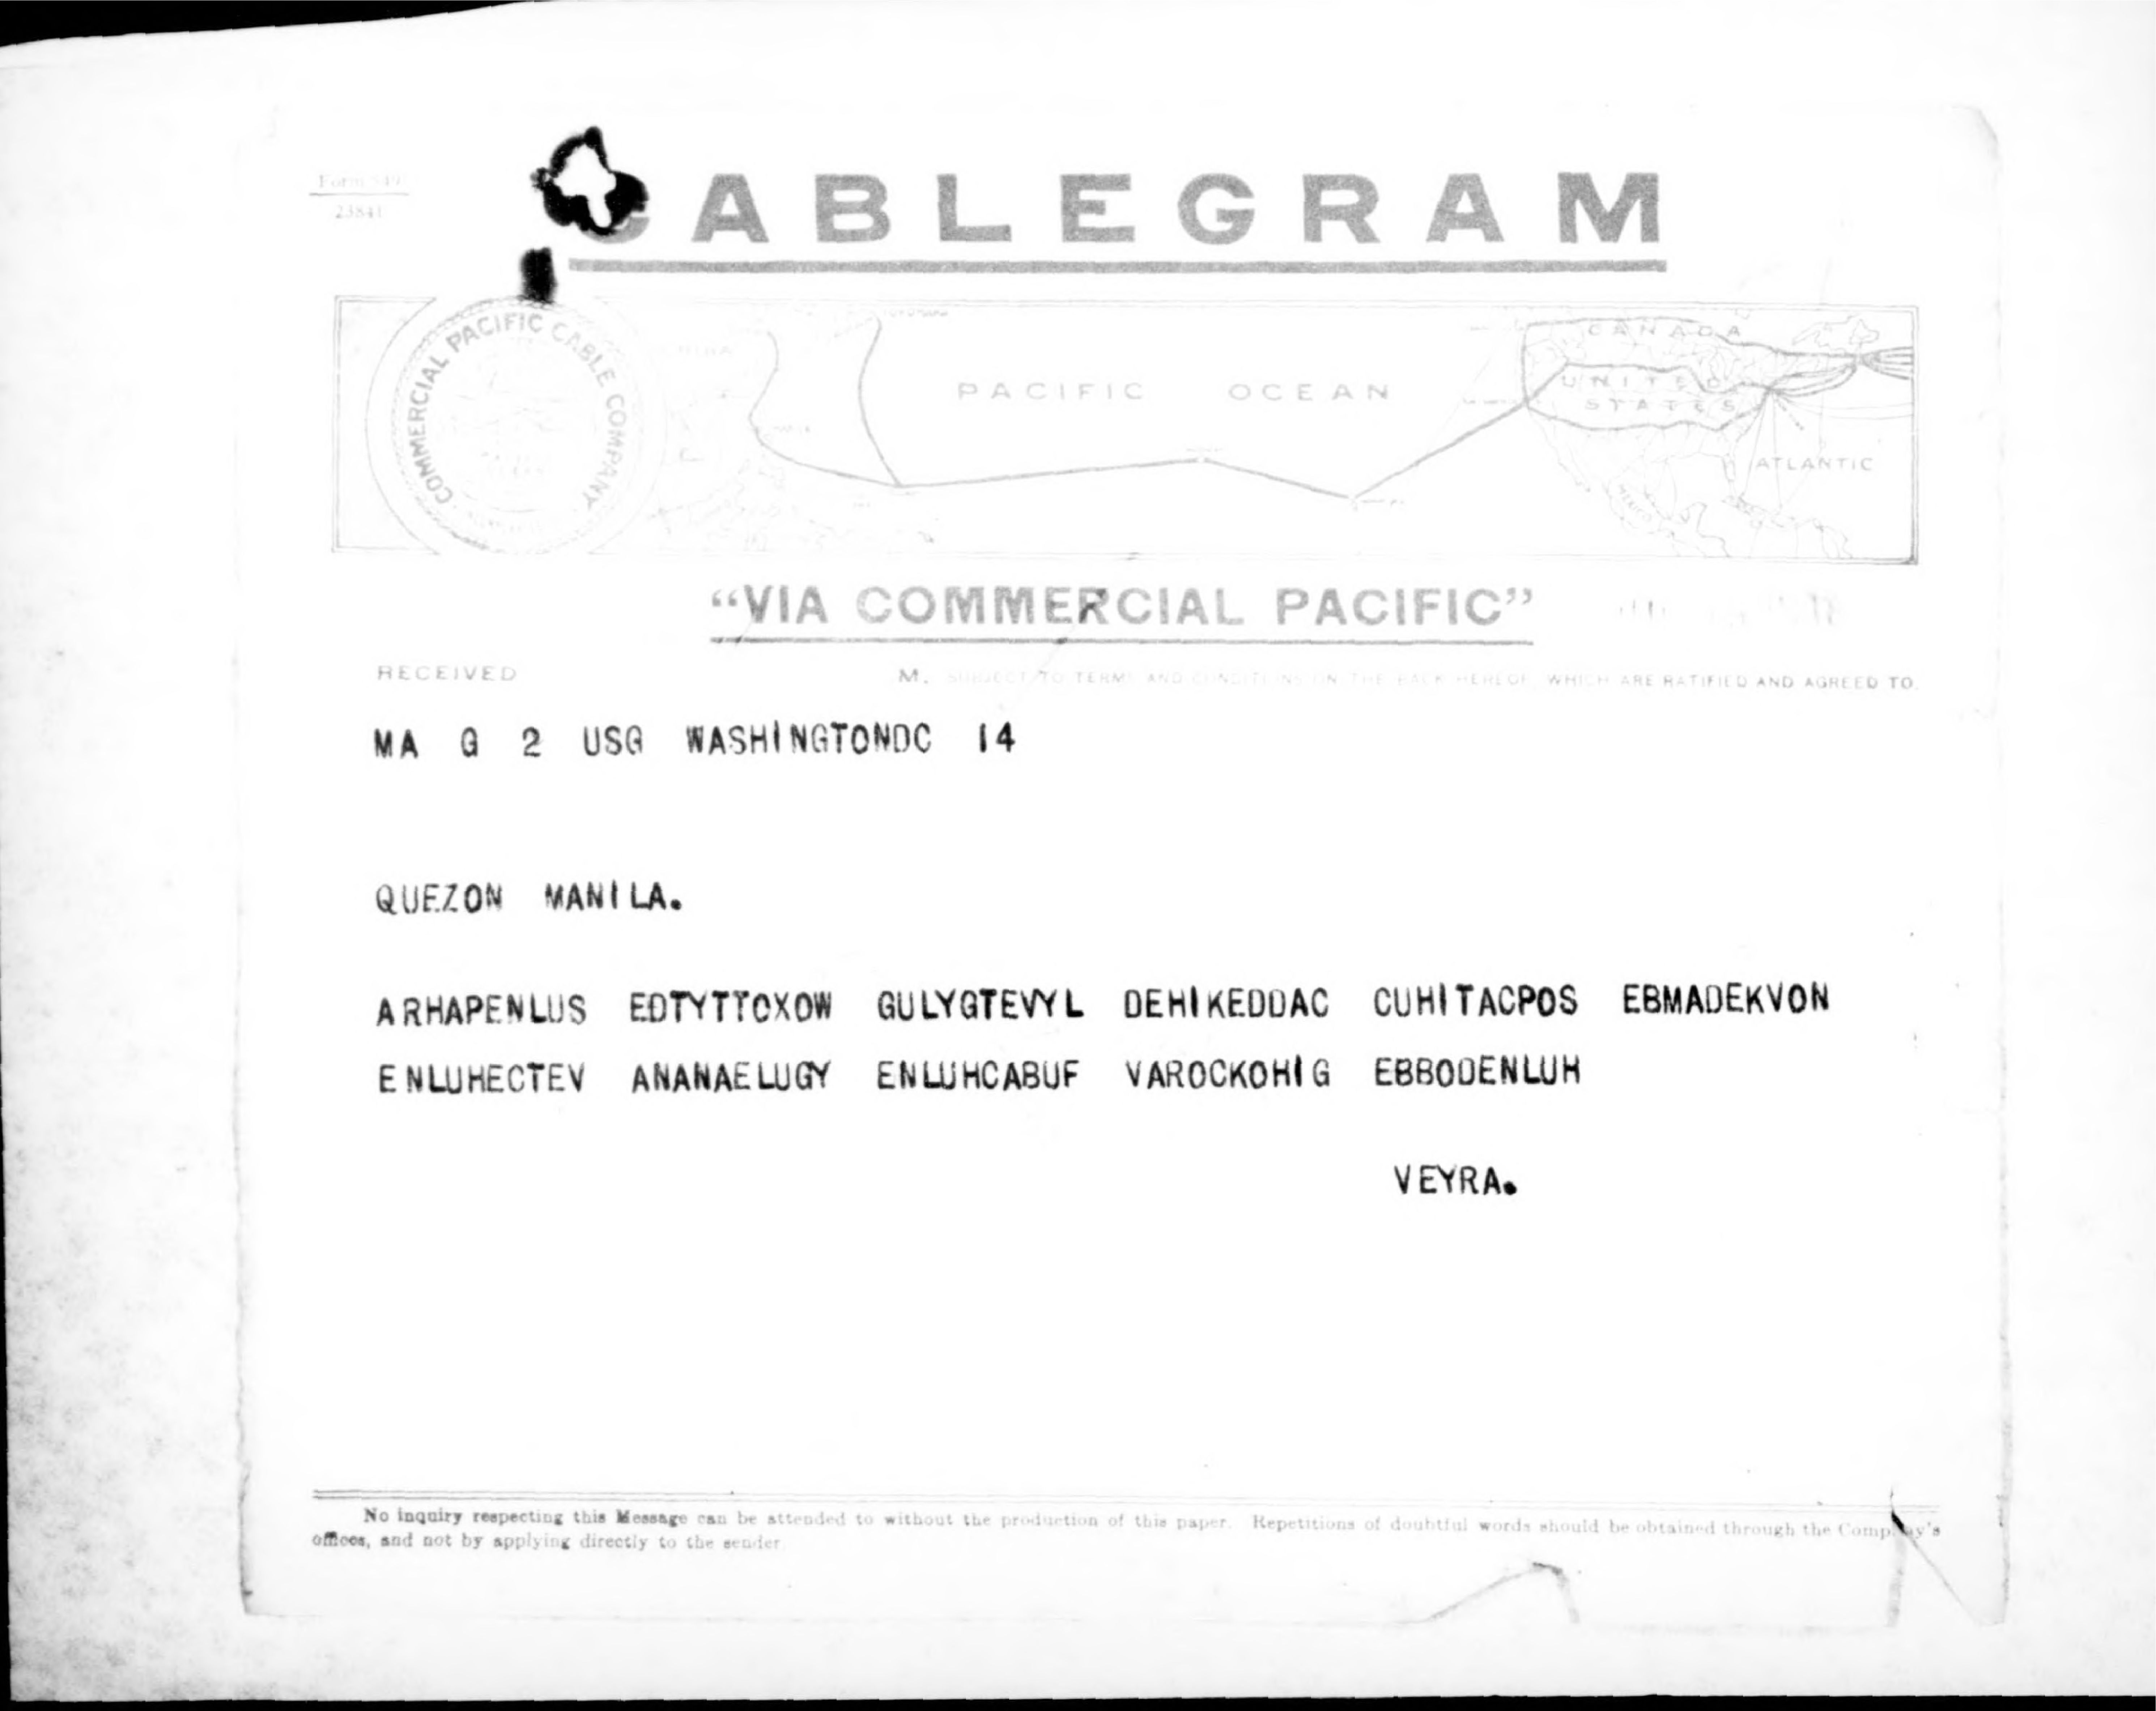 23841
CABLEGRAM
COMMERCIAL PACIFIC CABLE COMPANY
PACIFIC OCEAN
CANADA
UNITED
STATES
ATLANTIC
MEXICO
"VIA COMMERCIAL PACIFIC"
RECEIVED M. SUBJECT TO TERMS AND CONDITIONS ON THE BACK HEREOF, WHICH ARE RATIFIED AND AGREED TO.
MA G 2 USG WASHINGTONDC 14
QUEZON MANILA.
ARHAPENLUS EDTYTTCXOW GULYGTEVYL DEHIKEDDAC CUHITACPOS EBMADEKVON
ENLUHECTEV ANANAELUGY ENLUHCABUF VAROCKOHIG EBBODENLUH
VEYRA.
No inquiry respecting this Message can be attended to without the production of this paper. Repetitions of doubtful words should be obtained through the Company's
offices, and not by applying directly to the sender.